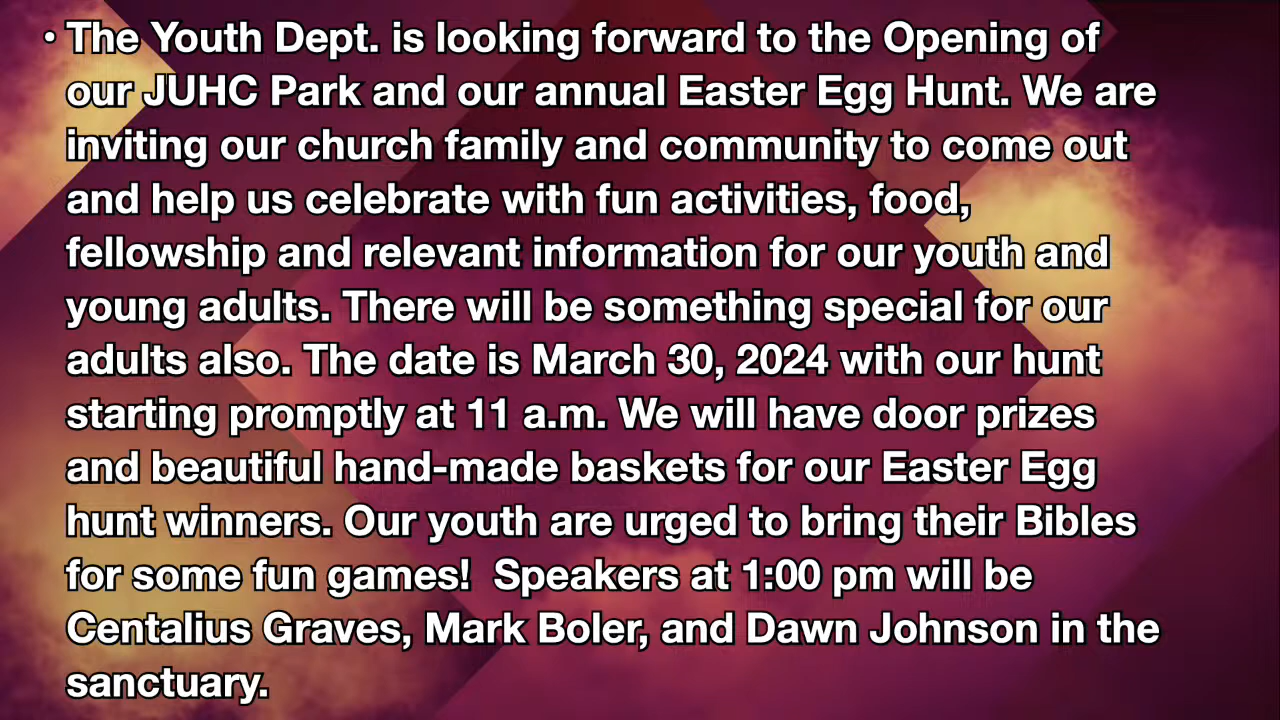 • The Youth Dept. is looking forward to the Opening of
our JUHC Park and our annual Easter Egg Hunt. We are
inviting our church family and community to come out
and help us celebrate with fun activities, food,
fellowship and relevant information for our youth and
young adults. There will be something special for our
adults also. The date is March 30, 2024 with our hunt
starting promptly at 11 a.m. We will have door prizes
and beautiful hand-made baskets for our Easter Egg
hunt winners. Our youth are urged to bring their Bibles
for some fun games!  Speakers at 1:00 pm will be
Centalius Graves, Mark Boler, and Dawn Johnson in the
sanctuary.